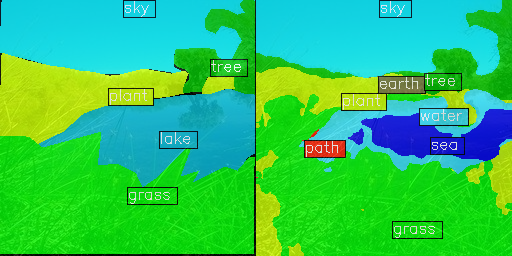 sky
tree
plant
lake
grass
sky
earth
tree
plant
water
path
sea
grass